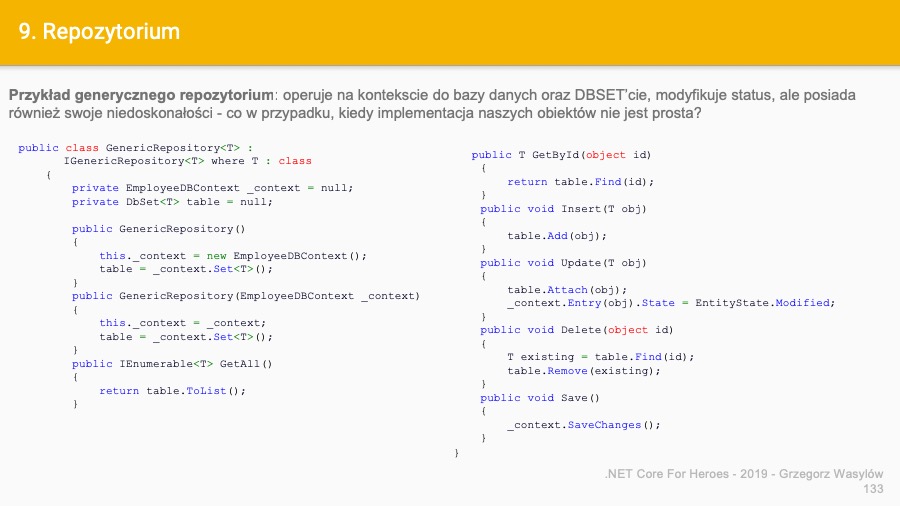 9. Repozytorium
Przykład generycznego repozytorium: operuje na kontekscie do bazy danych oraz DBSET'cie, modyfikuje status, ale posiada
również swoje niedoskonałości - co w przypadku, kiedy implementacja naszych obiektów nie jest prosta?
public class GenericRepository<T> :
IGenericRepository<T> where T : class
{
private EmployeeDBContext _context = null;
private DbSet<T> table = null;
public GenericRepository()
{
this._context = new EmployeeDBContext();
table = _context.Set<T>();
}
public GenericRepository(EmployeeDBContext _context)
{
this._context = _context;
table = _context.Set<T>();
}
public IEnumerable<T> GetAll()
{
return table.ToList();
}
public T GetById(object id)
{
return table.Find(id);
}
public void Insert(T obj)
{
table.Add(obj);
}
public void Update(T obj)
{
table.Attach(obj);
_context.Entry(obj).State = EntityState.Modified;
}
public void Delete(object id)
{
T existing = table.Find(id);
table.Remove(existing);
}
public void Save()
{
_context.SaveChanges();
}
}
.NET Core For Heroes - 2019 - Grzegorz Wasylów
133